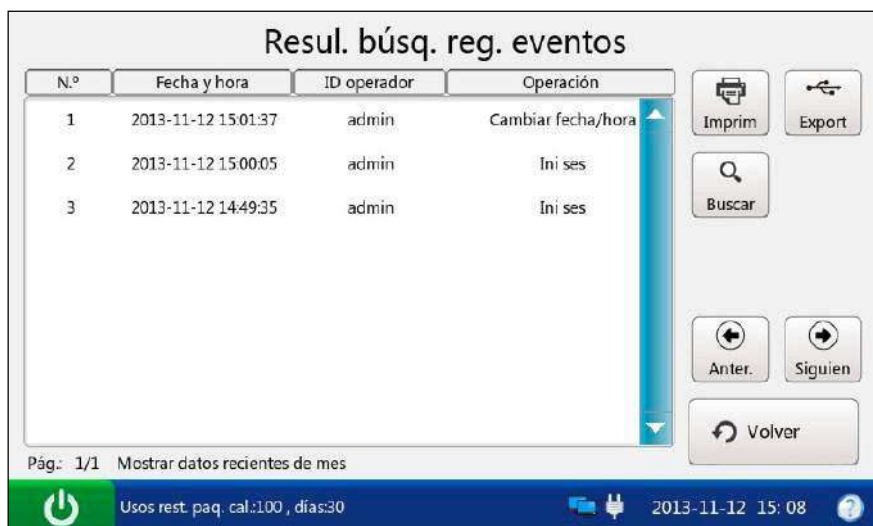 Resul. búsq. reg. eventos
N.º Fecha y hora ID operador Operación
1 2013-11-12 15:01:37 admin Cambiar fecha/hora
2 2013-11-12 15:00:05 admin Ini ses
3 2013-11-12 14:49:35 admin Ini ses
Imprim Export
Buscar
Anter. Siguien
Volver
Pág.: 1/1 Mostrar datos recientes de mes
Usos rest. paq. cal.:100 , días:30 2013-11-12 15: 08 ?